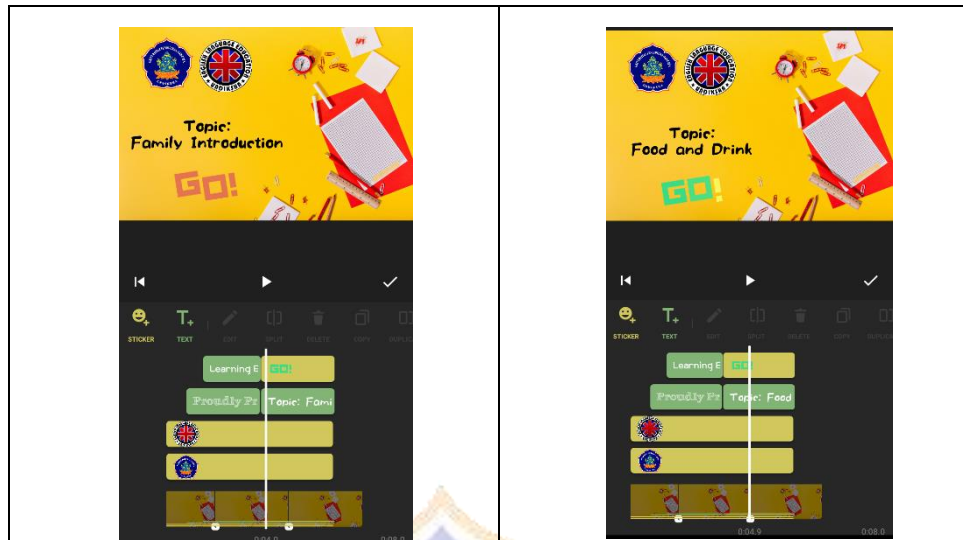 Topic:
Family Introduction
GO!
STICKER
TEXT
EDIT
SPLIT
DELETE
COPY
Learning E
GO!
Proudly Pr
Topic: Fami
0:04.9
0:08.0
Topic:
Food and Drink
GO!
STICKER
TEXT
EDIT
SPLIT
DELETE
COPY
Learning E
GO!
Proudly Pr
Topic: Food
0:04.9
0:08.0